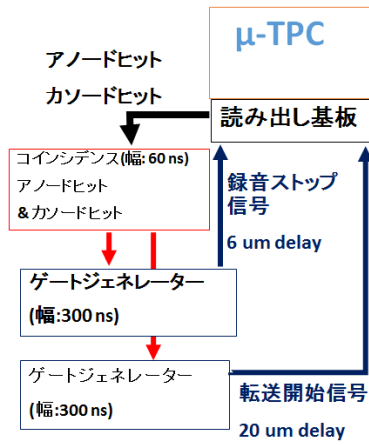 μ-TPC
アノードヒット
カソードヒット
読み出し基板
コインシデンス(幅: 60 ns)
アノードヒット
&カソードヒット
録音ストップ
信号
6 um delay
ゲートジェネレーター
(幅:300 ns)
ゲートジェネレーター
(幅:300 ns)
転送開始信号
20 um delay